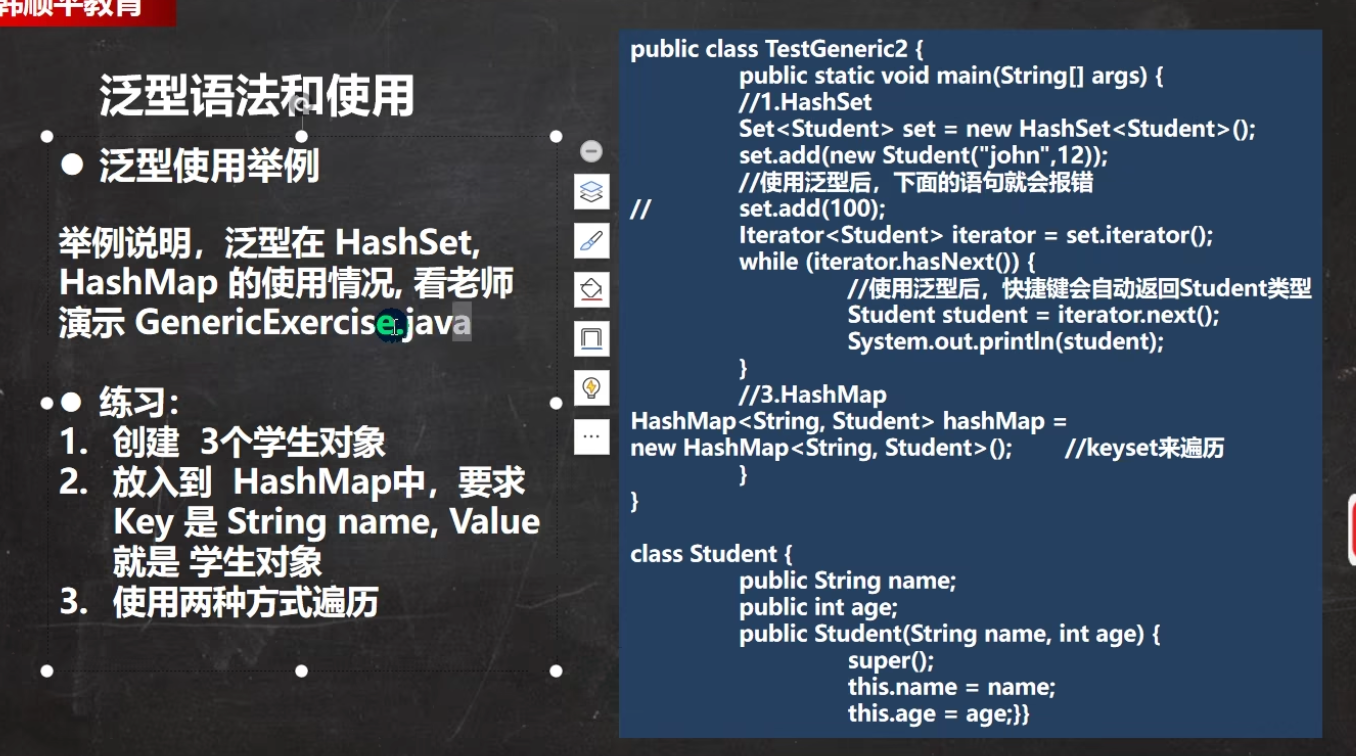 韩顺平教育
泛型语法和使用
● 泛型使用举例
举例说明，泛型在 HashSet,
HashMap 的使用情况, 看老师
演示 GenericExercise.java
● 练习：
1. 创建 3个学生对象
2. 放入到 HashMap中，要求
Key 是 String name, Value
就是 学生对象
3. 使用两种方式遍历
public class TestGeneric2 {
public static void main(String[] args) {
//1.HashSet
Set<Student> set = new HashSet<Student>();
set.add(new Student("john",12));
//使用泛型后，下面的语句就会报错
// set.add(100);
Iterator<Student> iterator = set.iterator();
while (iterator.hasNext()) {
//使用泛型后，快捷键会自动返回Student类型
Student student = iterator.next();
System.out.println(student);
}
//3.HashMap
HashMap<String, Student> hashMap =
new HashMap<String, Student>(); //keyset来遍历
}
}
class Student {
public String name;
public int age;
public Student(String name, int age) {
super();
this.name = name;
this.age = age;}}